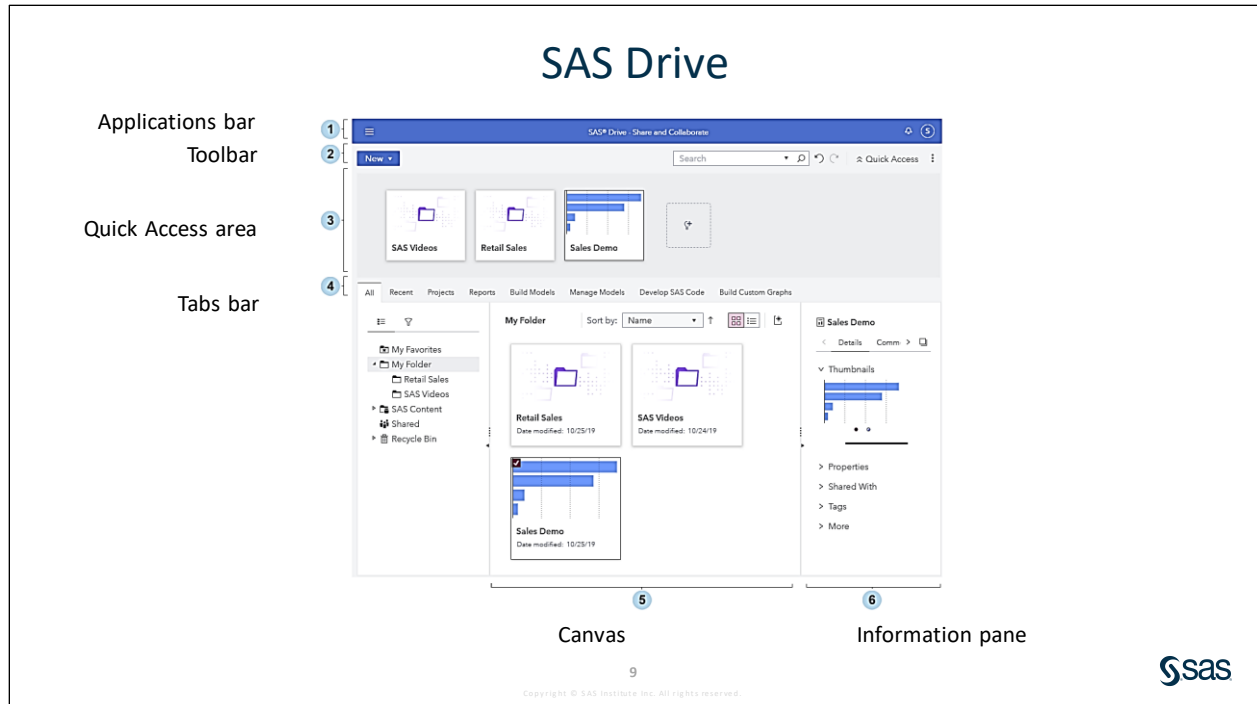 SAS Drive
Applications bar
1
SAS® Drive - Share and Collaborate
S
Toolbar
2
New
Search
Quick Access
Quick Access area
3
SAS Videos
Retail Sales
Sales Demo
Tabs bar
4
All Recent Projects Reports Build Models Manage Models Develop SAS Code Build Custom Graphs
My Favorites
My Folder
Retail Sales
SAS Videos
SAS Content
Shared
Recycle Bin
My Folder Sort by: Name
Retail Sales
Date modified: 10/25/19
SAS Videos
Date modified: 10/24/19
Sales Demo
Date modified: 10/25/19
Sales Demo
Details Comm
Thumbnails
Properties
Shared With
Tags
More
5
6
Canvas
Information pane
9
Copyright © SAS Institute Inc. All rights reserved.
sas